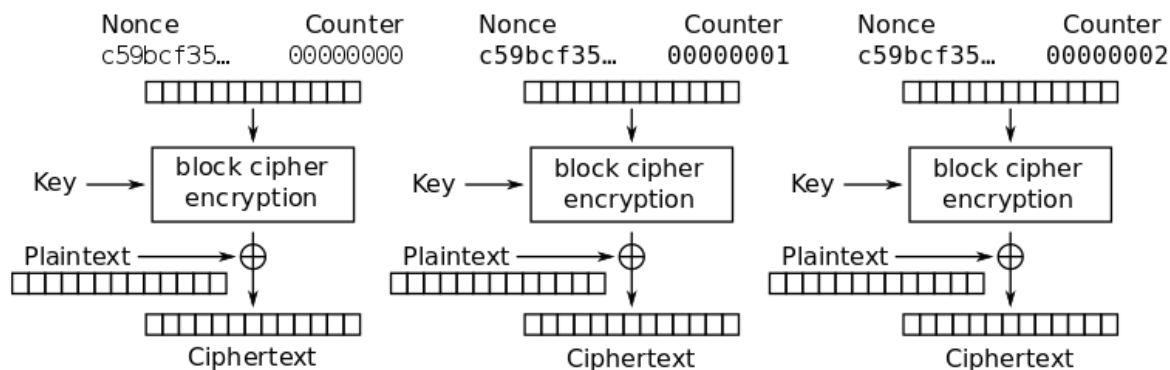 Nonce Counter Nonce Counter Nonce Counter
c59bcf35… 00000000 c59bcf35… 00000001 c59bcf35… 00000002
Key block cipher encryption Key block cipher encryption Key block cipher encryption
Plaintext Plaintext Plaintext
Ciphertext Ciphertext Ciphertext